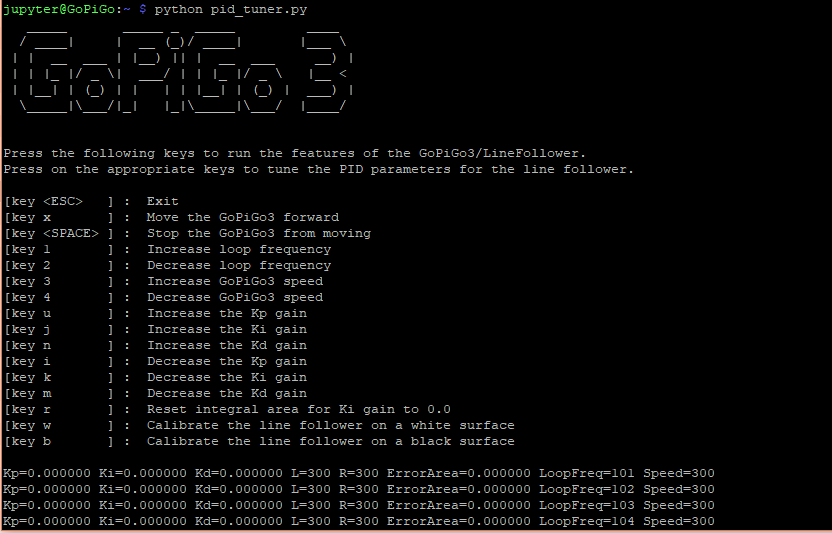 jupyter@GoPiGo:~ $ python pid_tuner.py
GoPiGo3
Press the following keys to run the features of the GoPiGo3/LineFollower.
Press on the appropriate keys to tune the PID parameters for the line follower.
[key <ESC>   ] :  Exit
[key x       ] :  Move the GoPiGo3 forward
[key <SPACE> ] :  Stop the GoPiGo3 from moving
[key 1       ] :  Increase loop frequency
[key 2       ] :  Decrease loop frequency
[key 3       ] :  Increase GoPiGo3 speed
[key 4       ] :  Decrease GoPiGo3 speed
[key u       ] :  Increase the Kp gain
[key j       ] :  Increase the Ki gain
[key n       ] :  Increase the Kd gain
[key i       ] :  Decrease the Kp gain
[key k       ] :  Decrease the Ki gain
[key m       ] :  Decrease the Kd gain
[key r       ] :  Reset integral area for Ki gain to 0.0
[key w       ] :  Calibrate the line follower on a white surface
[key b       ] :  Calibrate the line follower on a black surface
Kp=0.000000 Ki=0.000000 Kd=0.000000 L=300 R=300 ErrorArea=0.000000 LoopFreq=101 Speed=300
Kp=0.000000 Ki=0.000000 Kd=0.000000 L=300 R=300 ErrorArea=0.000000 LoopFreq=102 Speed=300
Kp=0.000000 Ki=0.000000 Kd=0.000000 L=300 R=300 ErrorArea=0.000000 LoopFreq=103 Speed=300
Kp=0.000000 Ki=0.000000 Kd=0.000000 L=300 R=300 ErrorArea=0.000000 LoopFreq=104 Speed=300